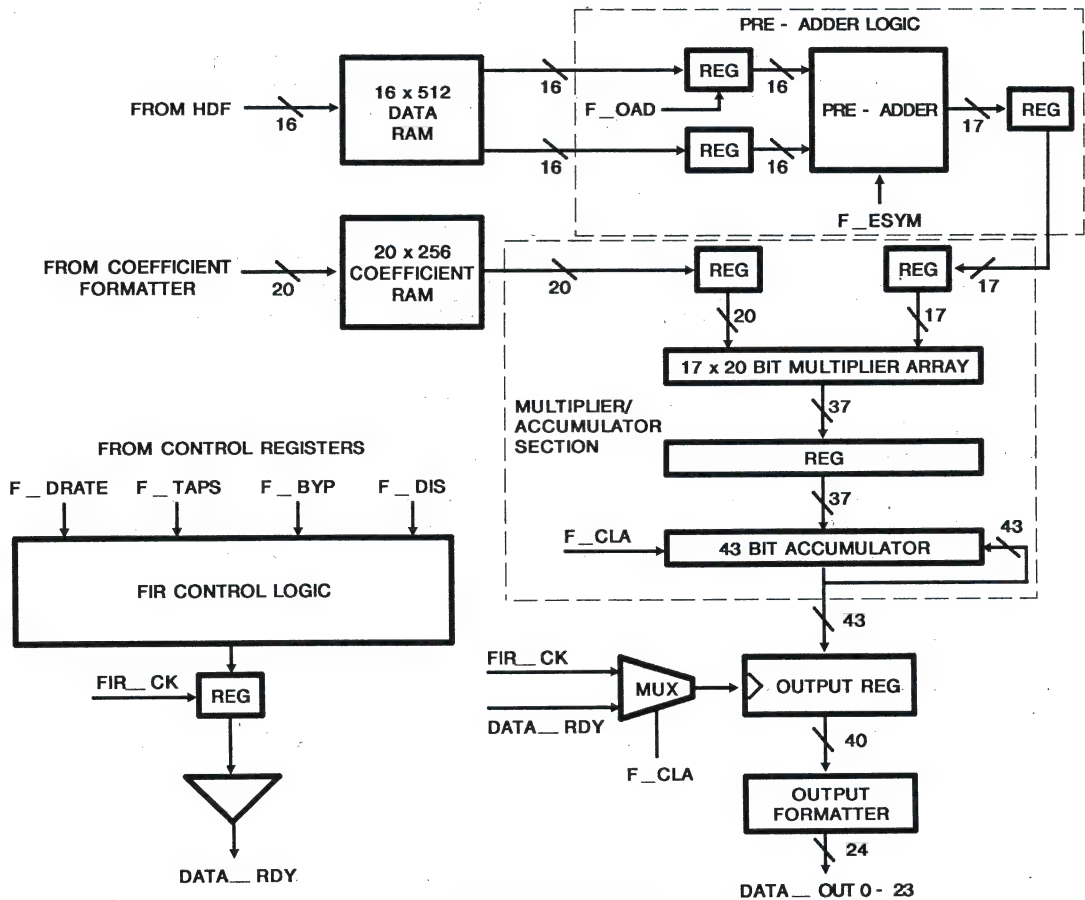 PRE - ADDER LOGIC
FROM HDF
16
16 x 512
DATA
RAM
16
REG
16
F_OAD
PRE - ADDER
17
REG
16
REG
16
F_ESYM
FROM COEFFICIENT
FORMATTER
20
20 x 256
COEFFICIENT
RAM
20
REG
REG
17
20
17
17 x 20 BIT MULTIPLIER ARRAY
37
MULTIPLIER/
ACCUMULATOR
SECTION
REG
37
F_CLA
43 BIT ACCUMULATOR
43
43
FROM CONTROL REGISTERS
F_DRATE
F_TAPS
F_BYP
F_DIS
FIR CONTROL LOGIC
FIR_CK
REG
DATA_RDY
FIR_CK
DATA_RDY
MUX
F_CLA
OUTPUT REG
40
OUTPUT
FORMATTER
24
DATA_OUT 0 - 23